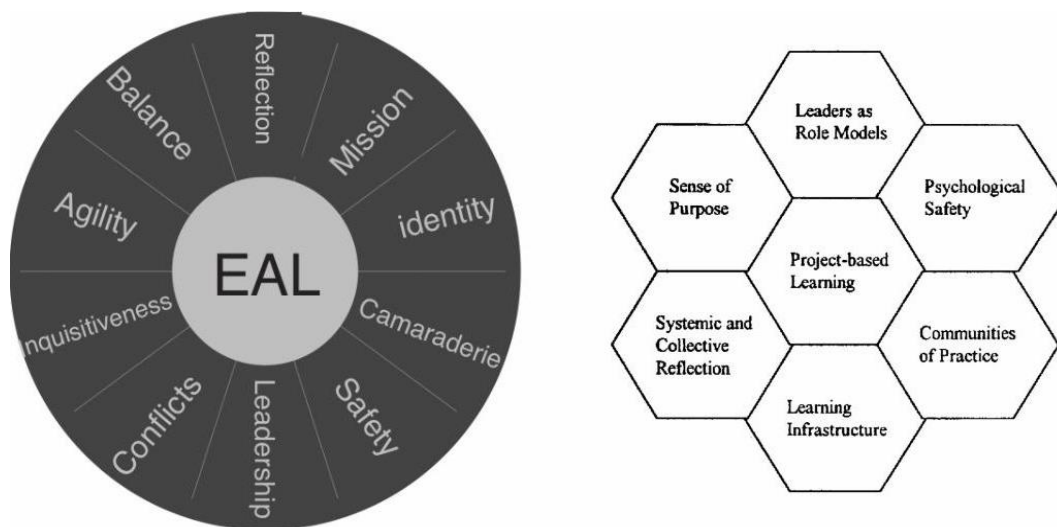 Reflection
Mission
identity
Camaraderie
Safety
Leadership
Conflicts
Inquisitiveness
Agility
Balance
EAL
Leaders as
Role Models
Sense of
Purpose
Psychological
Safety
Project-based
Learning
Systemic and
Collective
Reflection
Communities
of Practice
Learning
Infrastructure